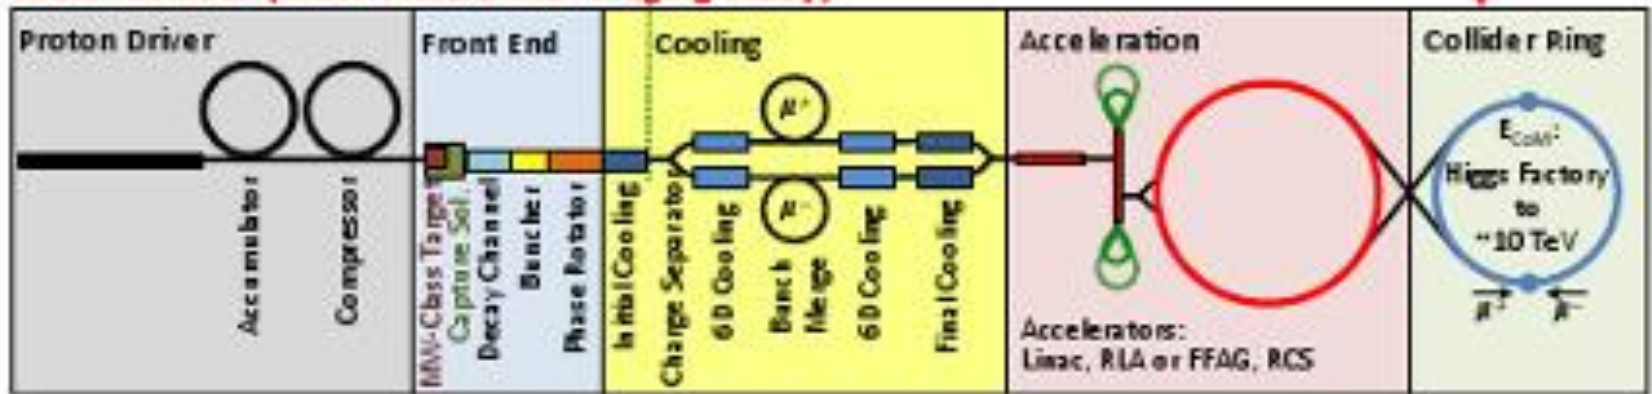 Proton Driver
Accumulator
Compressor
Front End
MW-Class Target
Capture Sol.
Decay Channel
Buncher
Phase Rotator
Cooling
Initial Cooling
Charge Separator
μ+
μ−
6D Cooling
Bunch
Merge
6D Cooling
Final Cooling
Acceleration
Accelerators:
Linac, RLA or FFAG, RCS
Collider Ring
ECoM:
Higgs Factory
to
~10 TeV
μ+ μ−